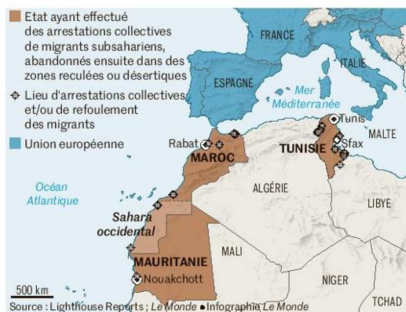 Etat ayant effectué
des arrestations collectives
de migrants subsahariens,
abandonnés ensuite dans des
zones reculées ou désertiques
Lieu d'arrestations collectives
et/ou de refoulement
des migrants
Union européenne
FRANCE
ITALIE
ESPAGNE
Mer
Méditerranée
Tunis
MALTE
Rabat
MAROC
TUNISIE
Sfax
Océan
Atlantique
ALGÉRIE
LIBYE
Sahara
occidental
MAURITANIE
MALI
Nouakchott
NIGER
TCHAD
500 km
Source : Lighthouse Reports ; Le Monde • Infographie Le Monde